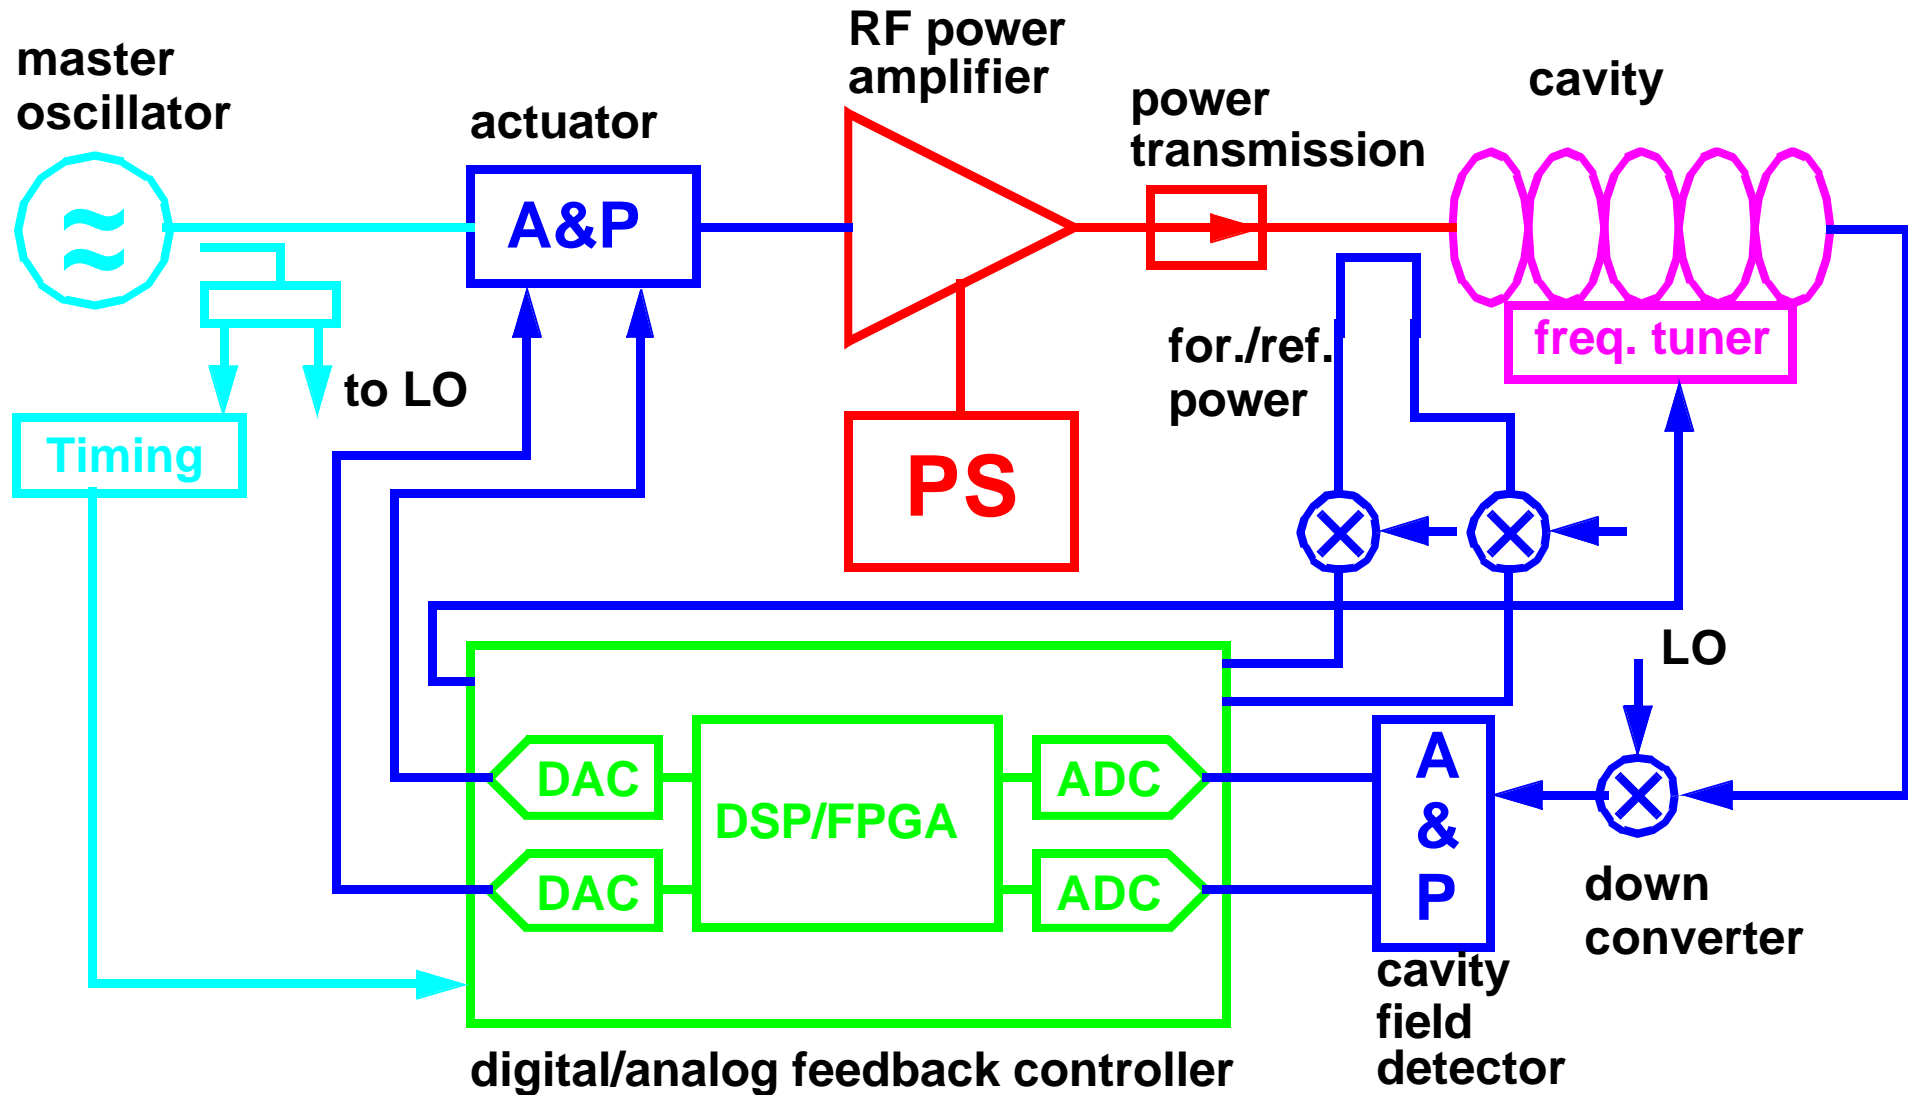 master
oscillator
actuator
RF power
amplifier
power
transmission
cavity
A&P
freq. tuner
for./ref.
power
to LO
Timing
PS
LO
DAC
DSP/FPGA
ADC
DAC
ADC
A
&
P
down
converter
cavity
field
detector
digital/analog feedback controller